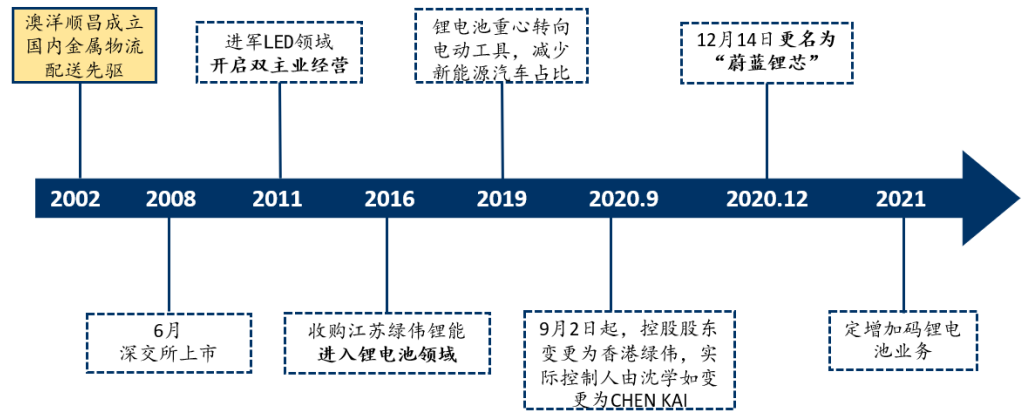 澳洋顺昌成立
国内金属物流
配送先驱
进军LED领域
开启双主业经营
锂电池重心转向
电动工具，减少
新能源汽车占比
12月14日更名为
“蔚蓝锂芯”
2002
2008
2011
2016
2019
2020.9
2020.12
2021
6月
深交所上市
收购江苏绿伟锂能
进入锂电池领域
9月2日起，控股股东
变更为香港绿伟，实
际控制人由沈学如变
更为CHEN KAI
定增加码锂电
池业务